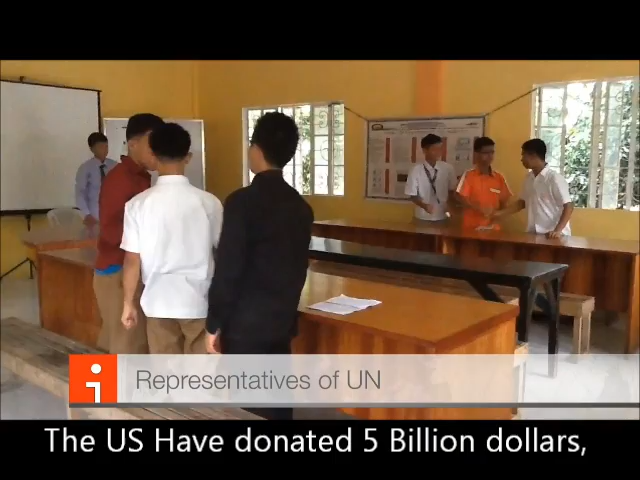 Representatives of UN
The US Have donated 5 Billion dollars,